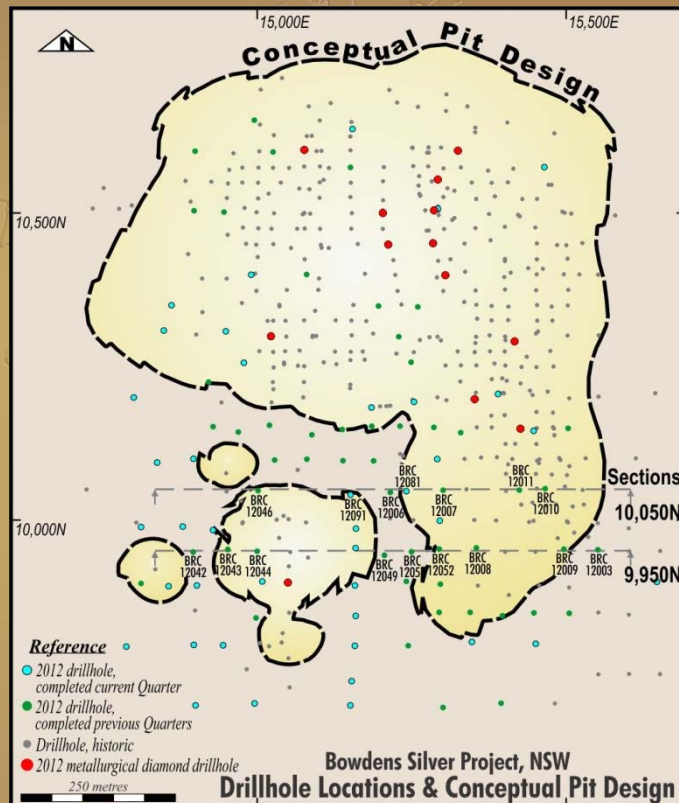 15,000E
15,500E
N
Conceptual Pit Design
10,500N
BRC
12081
BRC
12011
Sections
BRC
12046
BRC
12091
BRC
12006
BRC
12007
BRC
12010
10,050N
10,000N
BRC
12042
BRC
12043
BRC
12044
BRC
12049
BRC
BRC
12052
BRC
12008
BRC
12009
BRC
12003
9,950N
Reference
2012 drillhole,
completed current Quarter
2012 drillhole,
completed previous Quarters
Drillhole, historic
2012 metallurgical diamond drillhole
250 metres
Bowdens Silver Project, NSW
Drillhole Locations & Conceptual Pit Design